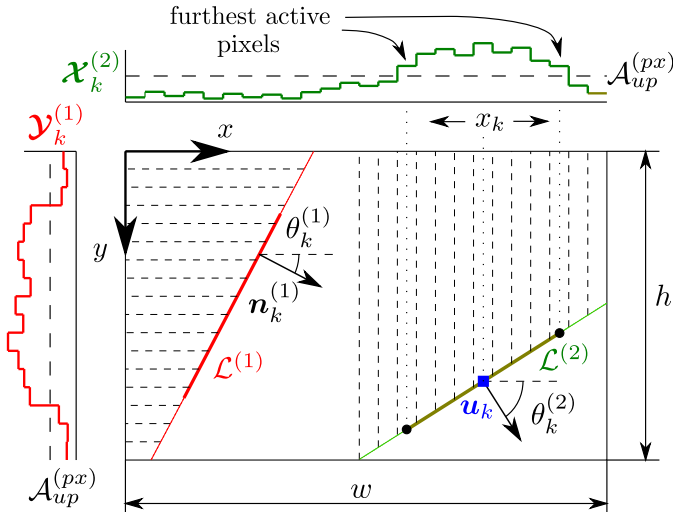 furthest active
pixels
𝓧_k^(2)
𝒜_up^(px)
𝓨_k^(1)
x
x_k
y
θ_k^(1)
n_k^(1)
h
ℒ^(1)
ℒ^(2)
u_k
θ_k^(2)
𝒜_up^(px)
w